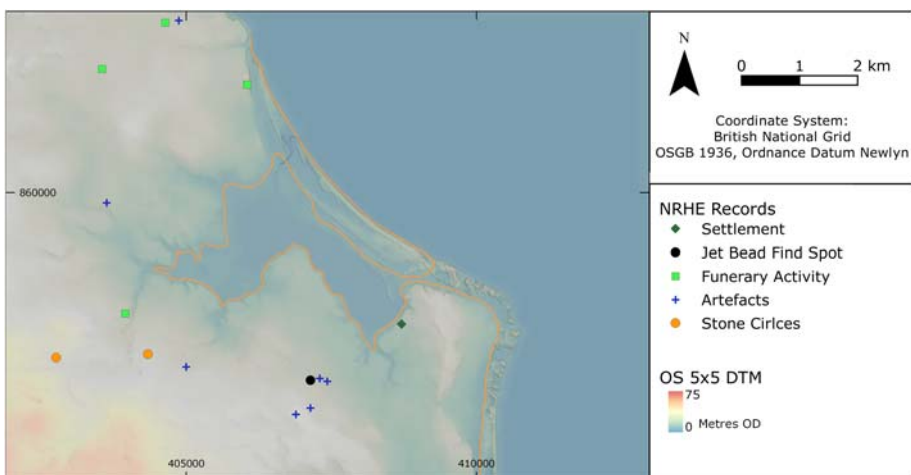 N
0 1 2 km
Coordinate System:
British National Grid
OSGB 1936, Ordnance Datum Newlyn
860000
NRHE Records
Settlement
Jet Bead Find Spot
Funerary Activity
Artefacts
Stone Cirlces
OS 5x5 DTM
75
0 Metres OD
405000 410000